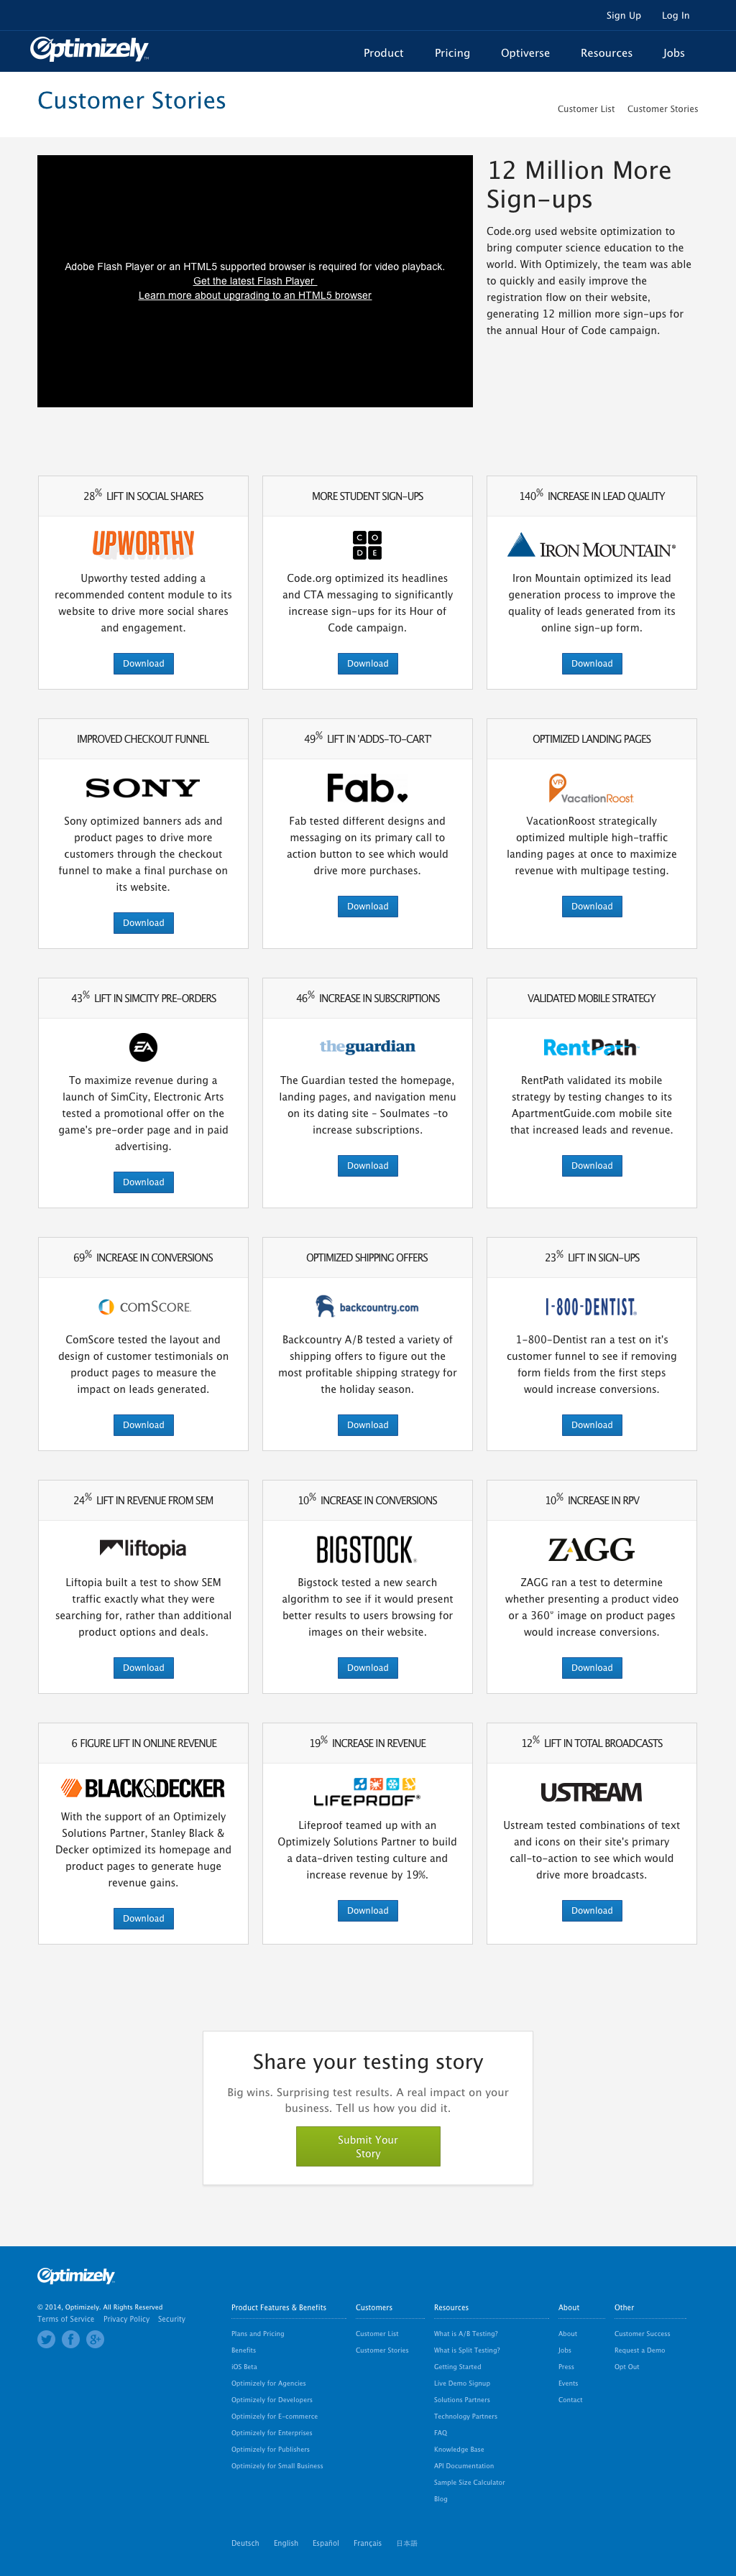 Sign Up Log In
Optimizely
Product Pricing Optiverse Resources Jobs
Customer Stories
Customer List Customer Stories
Adobe Flash Player or an HTML5 supported browser is required for video playback.
Get the latest Flash Player
Learn more about upgrading to an HTML5 browser
12 Million More
Sign-ups
Code.org used website optimization to
bring computer science education to the
world. With Optimizely, the team was able
to quickly and easily improve the
registration flow on their website,
generating 12 million more sign-ups for
the annual Hour of Code campaign.
28% LIFT IN SOCIAL SHARES
UPWORTHY
Upworthy tested adding a
recommended content module to its
website to drive more social shares
and engagement.
Download
MORE STUDENT SIGN-UPS
C O
D E
Code.org optimized its headlines
and CTA messaging to significantly
increase sign-ups for its Hour of
Code campaign.
Download
140% INCREASE IN LEAD QUALITY
IRON MOUNTAIN®
Iron Mountain optimized its lead
generation process to improve the
quality of leads generated from its
online sign-up form.
Download
IMPROVED CHECKOUT FUNNEL
SONY
Sony optimized banners ads and
product pages to drive more
customers through the checkout
funnel to make a final purchase on
its website.
Download
49% LIFT IN 'ADDS-TO-CART'
Fab.
Fab tested different designs and
messaging on its primary call to
action button to see which would
drive more purchases.
Download
OPTIMIZED LANDING PAGES
VR
VacationRoost
VacationRoost strategically
optimized multiple high-traffic
landing pages at once to maximize
revenue with multipage testing.
Download
43% LIFT IN SIMCITY PRE-ORDERS
EA
To maximize revenue during a
launch of SimCity, Electronic Arts
tested a promotional offer on the
game's pre-order page and in paid
advertising.
Download
46% INCREASE IN SUBSCRIPTIONS
theguardian
The Guardian tested the homepage,
landing pages, and navigation menu
on its dating site - Soulmates -to
increase subscriptions.
Download
VALIDATED MOBILE STRATEGY
RentPath
RentPath validated its mobile
strategy by testing changes to its
ApartmentGuide.com mobile site
that increased leads and revenue.
Download
69% INCREASE IN CONVERSIONS
COMSCORE.
ComScore tested the layout and
design of customer testimonials on
product pages to measure the
impact on leads generated.
Download
OPTIMIZED SHIPPING OFFERS
backcountry.com
Backcountry A/B tested a variety of
shipping offers to figure out the
most profitable shipping strategy for
the holiday season.
Download
23% LIFT IN SIGN-UPS
1-800-DENTIST®
1-800-Dentist ran a test on it's
customer funnel to see if removing
form fields from the first steps
would increase conversions.
Download
24% LIFT IN REVENUE FROM SEM
liftopia
Liftopia built a test to show SEM
traffic exactly what they were
searching for, rather than additional
product options and deals.
Download
10% INCREASE IN CONVERSIONS
BIGSTOCK®
Bigstock tested a new search
algorithm to see if it would present
better results to users browsing for
images on their website.
Download
10% INCREASE IN RPV
ZAGG
ZAGG ran a test to determine
whether presenting a product video
or a 360° image on product pages
would increase conversions.
Download
6 FIGURE LIFT IN ONLINE REVENUE
BLACK&DECKER
With the support of an Optimizely
Solutions Partner, Stanley Black &
Decker optimized its homepage and
product pages to generate huge
revenue gains.
Download
19% INCREASE IN REVENUE
LIFEPROOF®
Lifeproof teamed up with an
Optimizely Solutions Partner to build
a data-driven testing culture and
increase revenue by 19%.
Download
12% LIFT IN TOTAL BROADCASTS
USTREAM
Ustream tested combinations of text
and icons on their site's primary
call-to-action to see which would
drive more broadcasts.
Download
Share your testing story
Big wins. Surprising test results. A real impact on your
business. Tell us how you did it.
Submit Your
Story
Optimizely
© 2014, Optimizely. All Rights Reserved
Terms of Service Privacy Policy Security
Product Features & Benefits
Plans and Pricing
Benefits
iOS Beta
Optimizely for Agencies
Optimizely for Developers
Optimizely for E-commerce
Optimizely for Enterprises
Optimizely for Publishers
Optimizely for Small Business
Customers
Customer List
Customer Stories
Resources
What is A/B Testing?
What is Split Testing?
Getting Started
Live Demo Signup
Solutions Partners
Technology Partners
FAQ
Knowledge Base
API Documentation
Sample Size Calculator
Blog
About
About
Jobs
Press
Events
Contact
Other
Customer Success
Request a Demo
Opt Out
Deutsch English Español Français 日本語